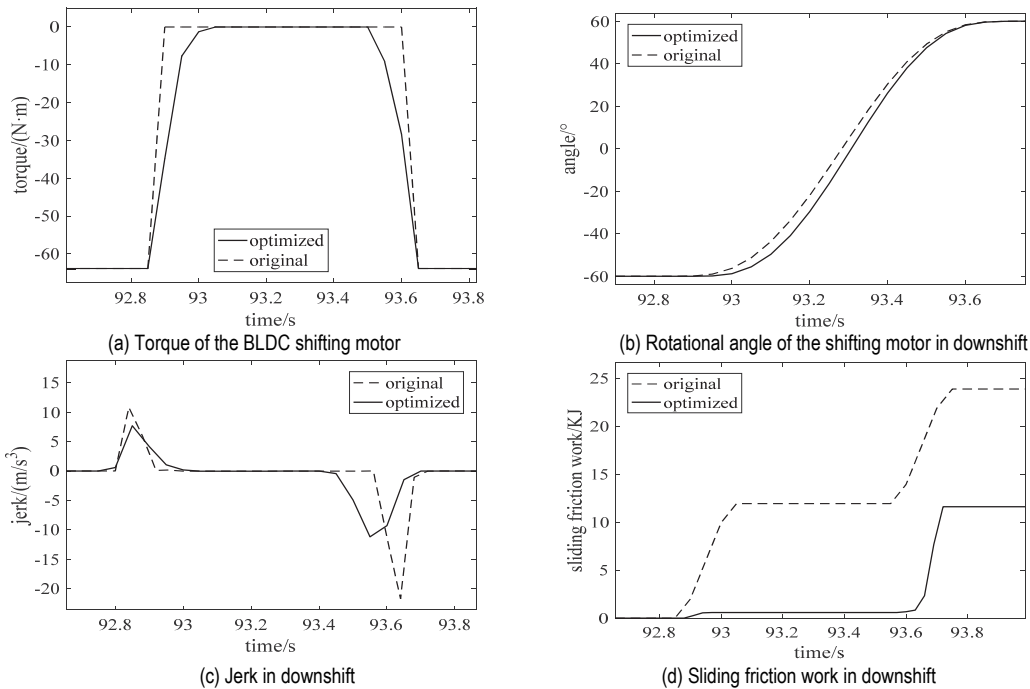 0
-10
-20
-30
-40
-50
-60
torque/(N·m)
optimized
original
92.8 93 93.2 93.4 93.6 93.8
time/s
(a) Torque of the BLDC shifting motor
60
40
20
0
-20
-40
-60
angle/°
optimized
original
92.8 93 93.2 93.4 93.6
time/s
(b) Rotational angle of the shifting motor in downshift
15
10
5
0
-5
-10
-15
-20
jerk/(m/s³)
original
optimized
92.8 93 93.2 93.4 93.6 93.8
time/s
(c) Jerk in downshift
25
20
15
10
5
0
sliding friction work/KJ
original
optimized
92.8 93 93.2 93.4 93.6 93.8
time/s
(d) Sliding friction work in downshift